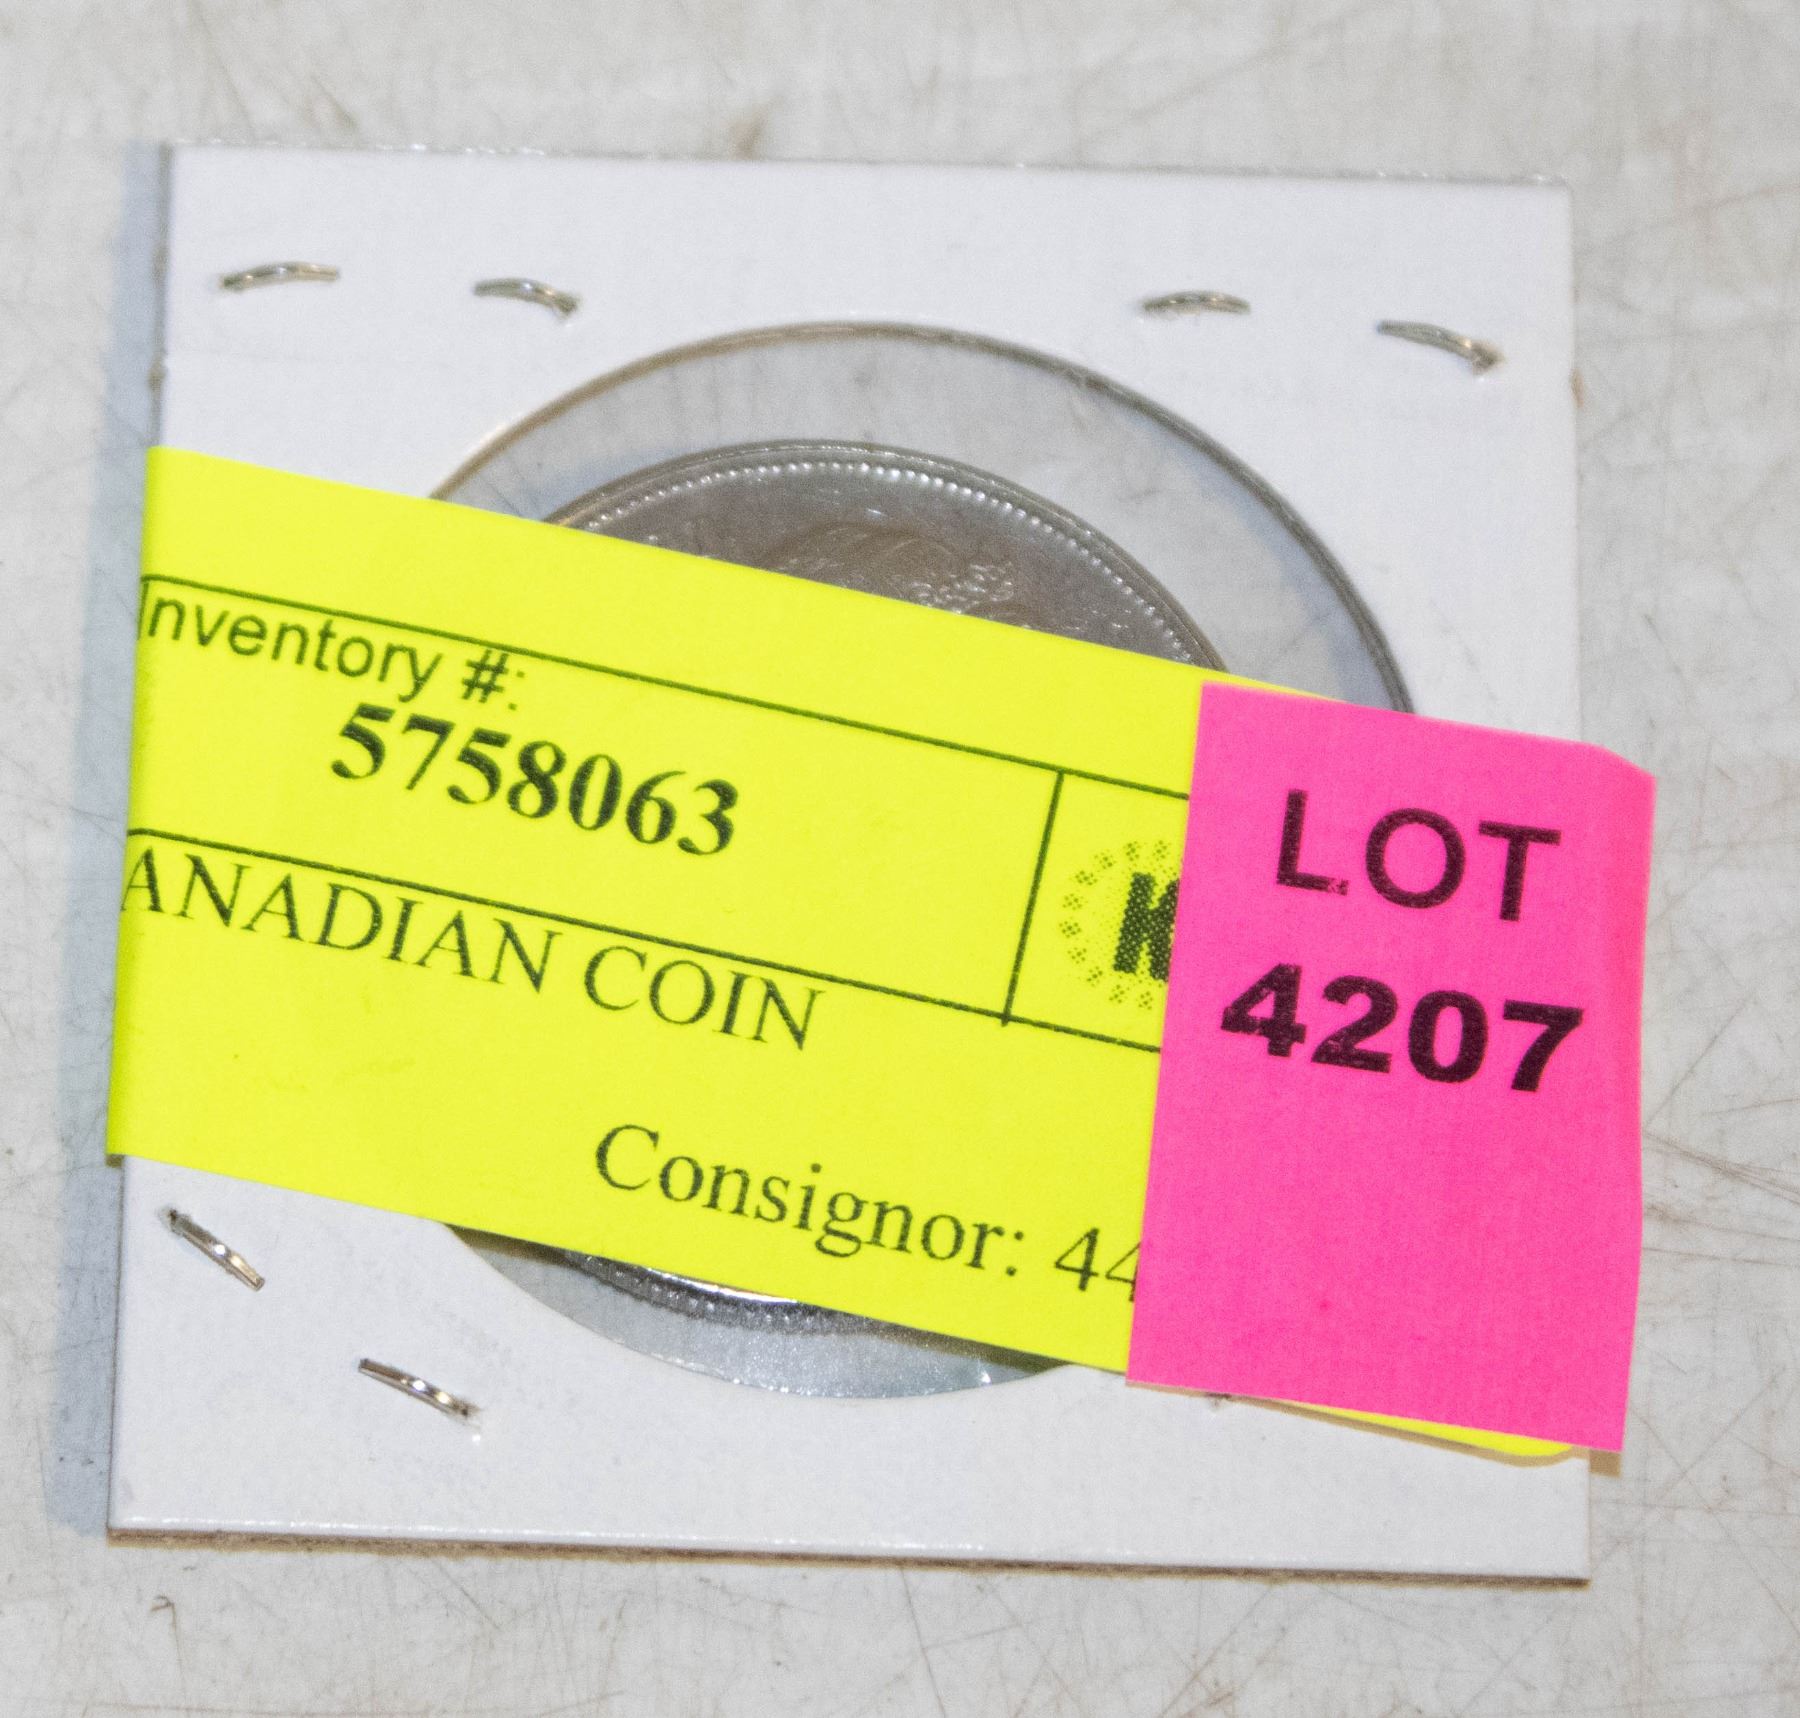 Inventory #:
5758063
ANADIAN COIN
Consignor: 44
K
LOT
4207